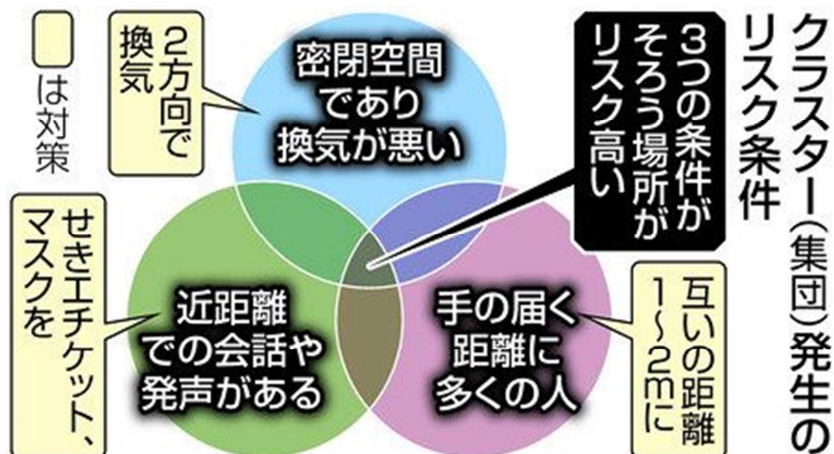 クラスター(集団)発生の
リスク条件
3つの条件が
そろう場所が
リスク高い
密閉空間
であり
換気が悪い
2方向で
換気
は対策
近距離
での会話や
発声がある
せきエチケット、
マスクを
手の届く
距離に
多くの人
互いの距離
1〜2mに